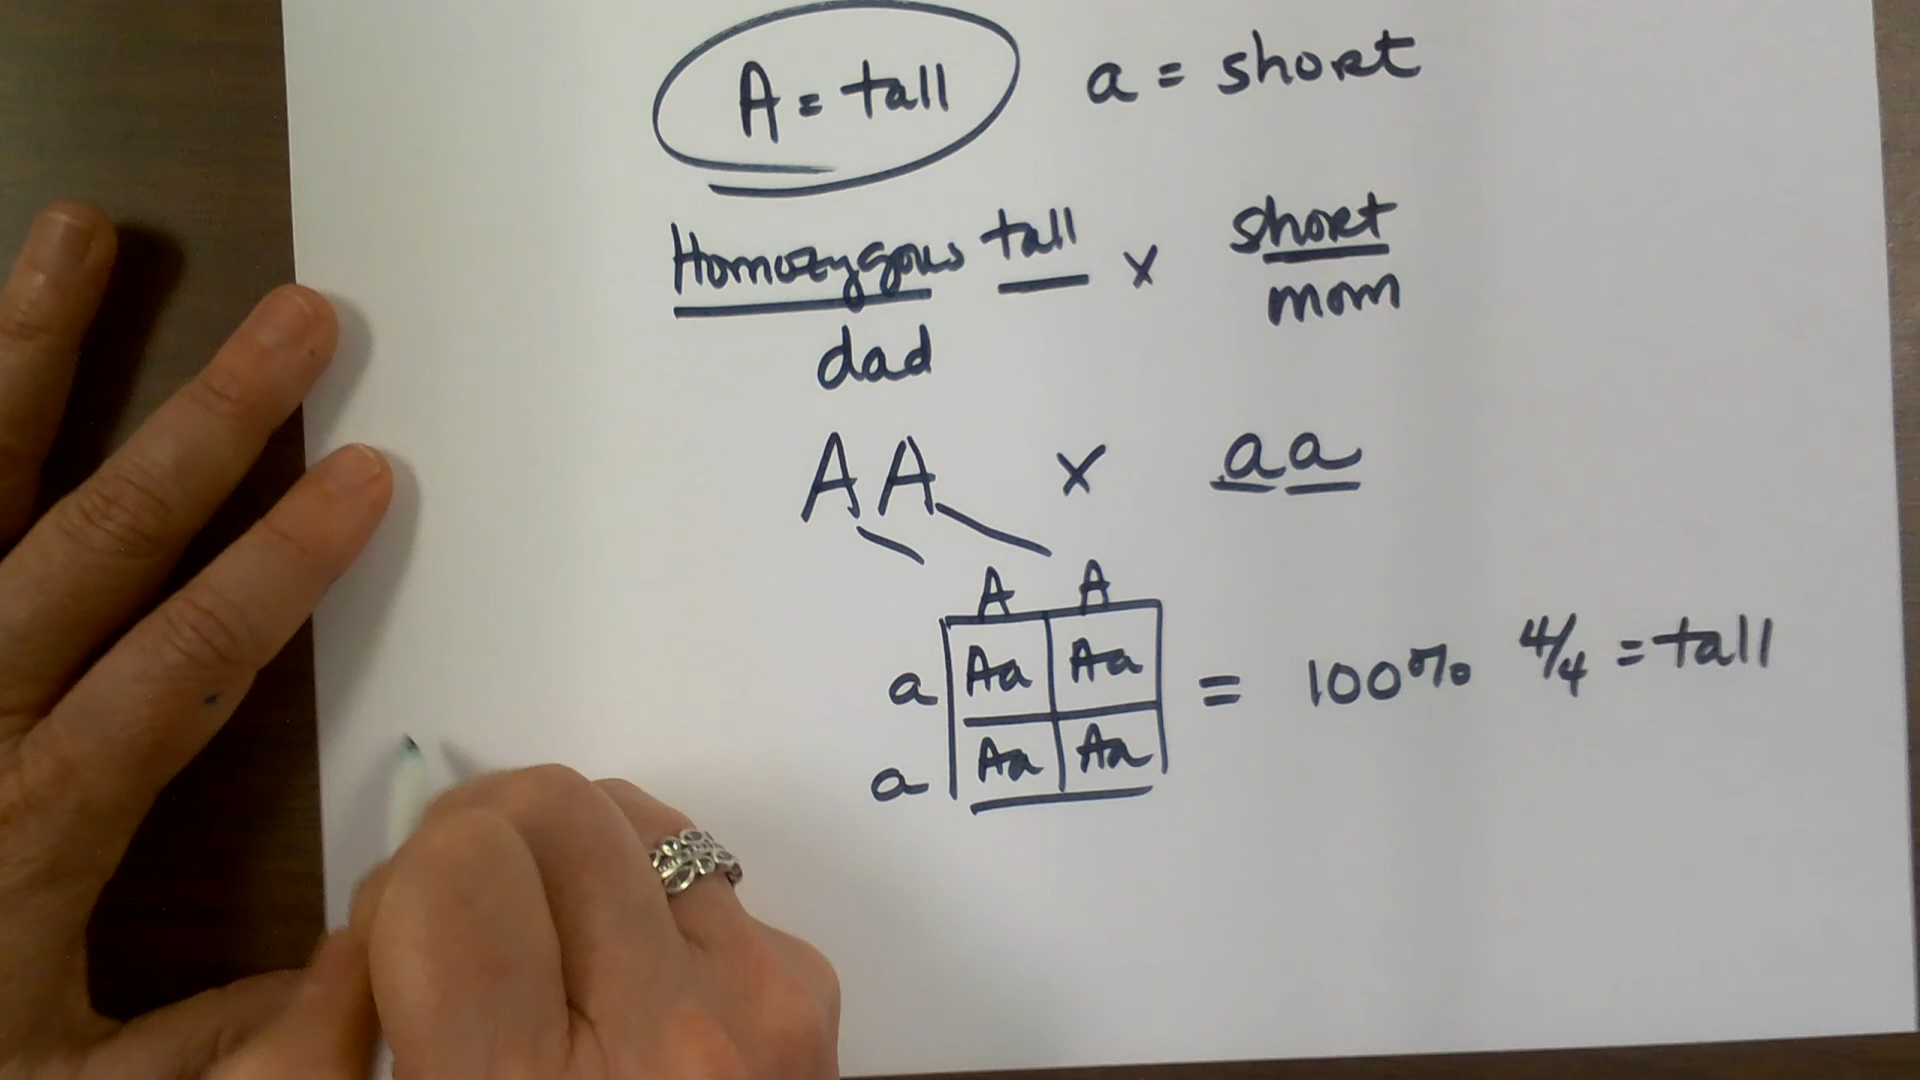 A = tall a = short
Homozygous tall x short
dad mom
AA x aa
A A
a Aa Aa = 100% 4/4 = tall
a Aa Aa